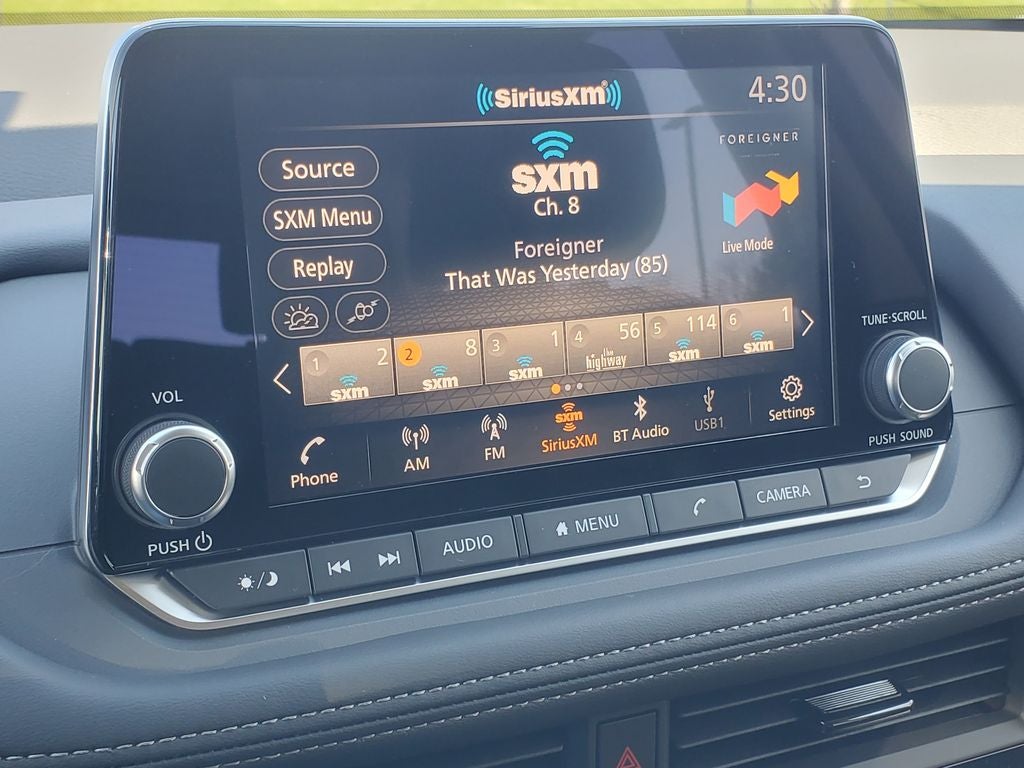 SiriusXM
4:30
sxm
Ch. 8
FOREIGNER
Source
SXM Menu
Replay
Foreigner
That Was Yesterday (85)
Live Mode
1 2 sxm
2 8 sxm
3 1 sxm
4 56 the highway
5 114 sxm
6 1 sxm
Phone
AM
FM
sxm
SiriusXM
BT Audio
USB1
Settings
VOL
PUSH
TUNE·SCROLL
PUSH SOUND
AUDIO
MENU
CAMERA